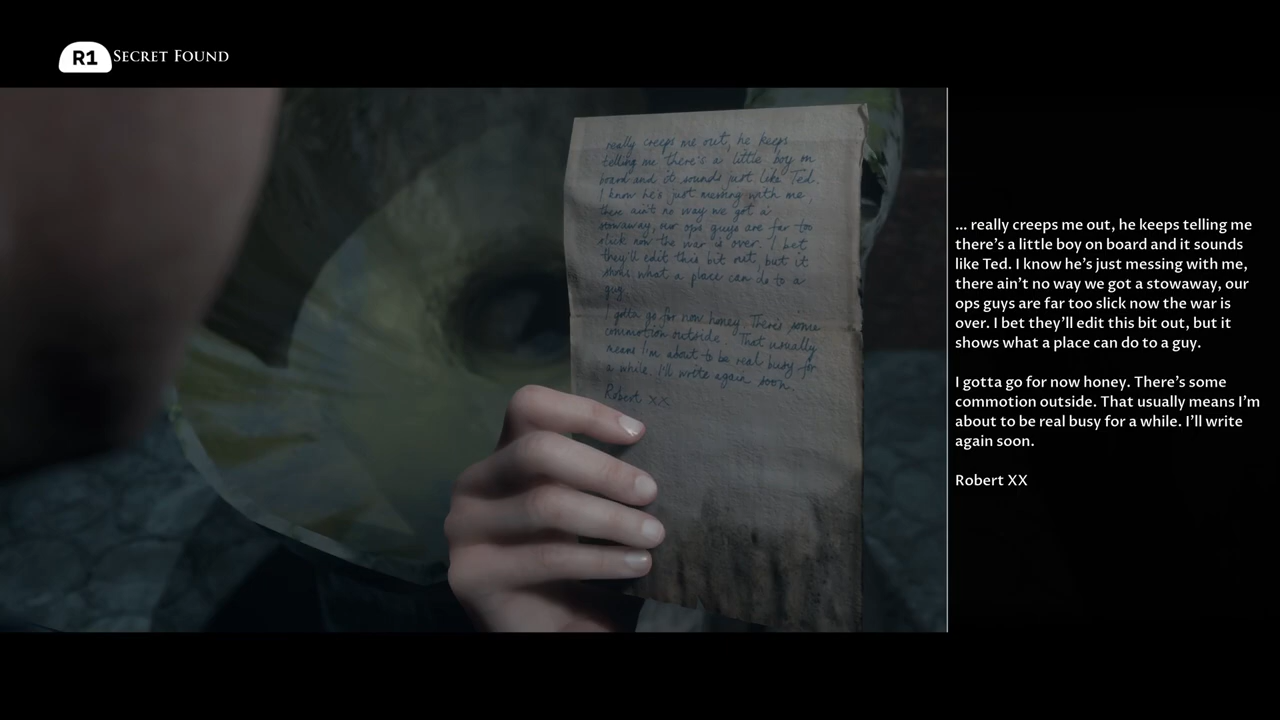 R1 SECRET FOUND
really creeps me out, he keeps
telling me there's a little boy on
board and it sounds just like Ted.
I know he's just messing with me,
there ain't no way we got a
stowaway, our ops guys are far too
slick now the war is over. I bet
they'll edit this bit out, but it
shows what a place can do to a
guy.
I gotta go for now honey. There's some
commotion outside. That usually
means I'm about to be real busy for
a while. I'll write again soon.
Robert xx
... really creeps me out, he keeps telling me
there's a little boy on board and it sounds
like Ted. I know he's just messing with me,
there ain't no way we got a stowaway, our
ops guys are far too slick now the war is
over. I bet they'll edit this bit out, but it
shows what a place can do to a guy.
I gotta go for now honey. There's some
commotion outside. That usually means I'm
about to be real busy for a while. I'll write
again soon.
Robert XX